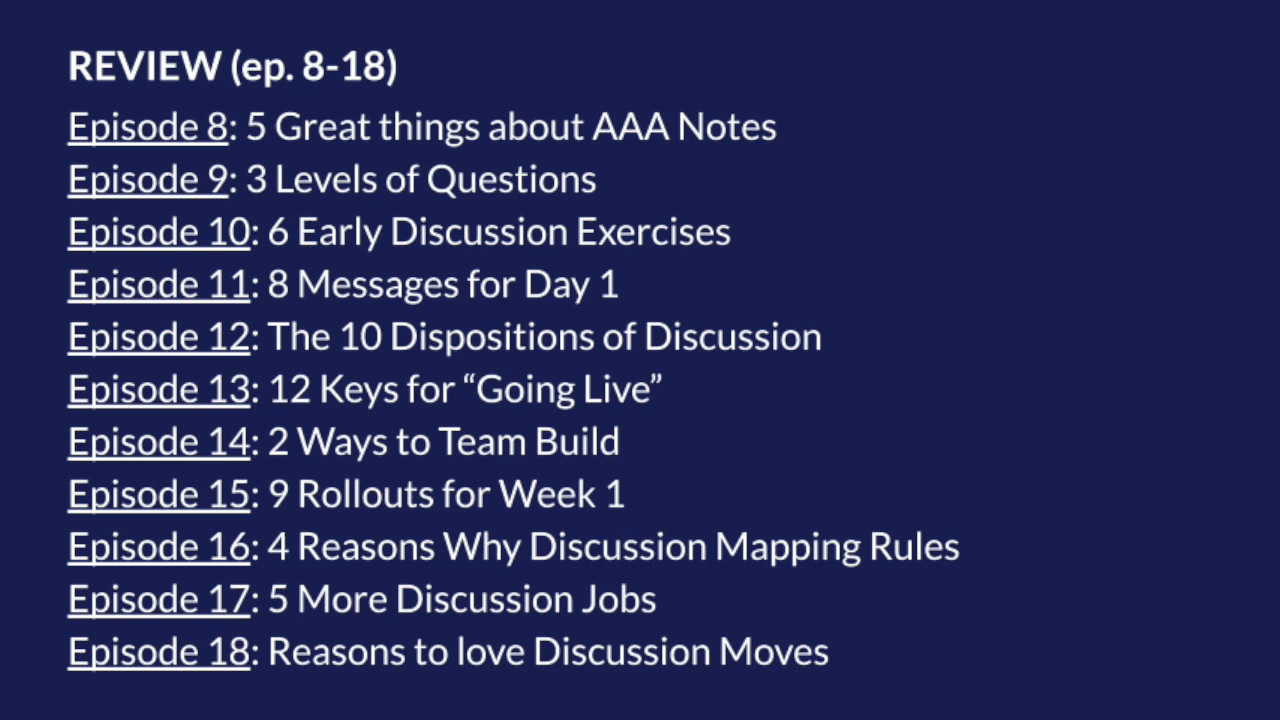 REVIEW (ep. 8-18)
Episode 8: 5 Great things about AAA Notes
Episode 9: 3 Levels of Questions
Episode 10: 6 Early Discussion Exercises
Episode 11: 8 Messages for Day 1
Episode 12: The 10 Dispositions of Discussion
Episode 13: 12 Keys for “Going Live”
Episode 14: 2 Ways to Team Build
Episode 15: 9 Rollouts for Week 1
Episode 16: 4 Reasons Why Discussion Mapping Rules
Episode 17: 5 More Discussion Jobs
Episode 18: Reasons to love Discussion Moves